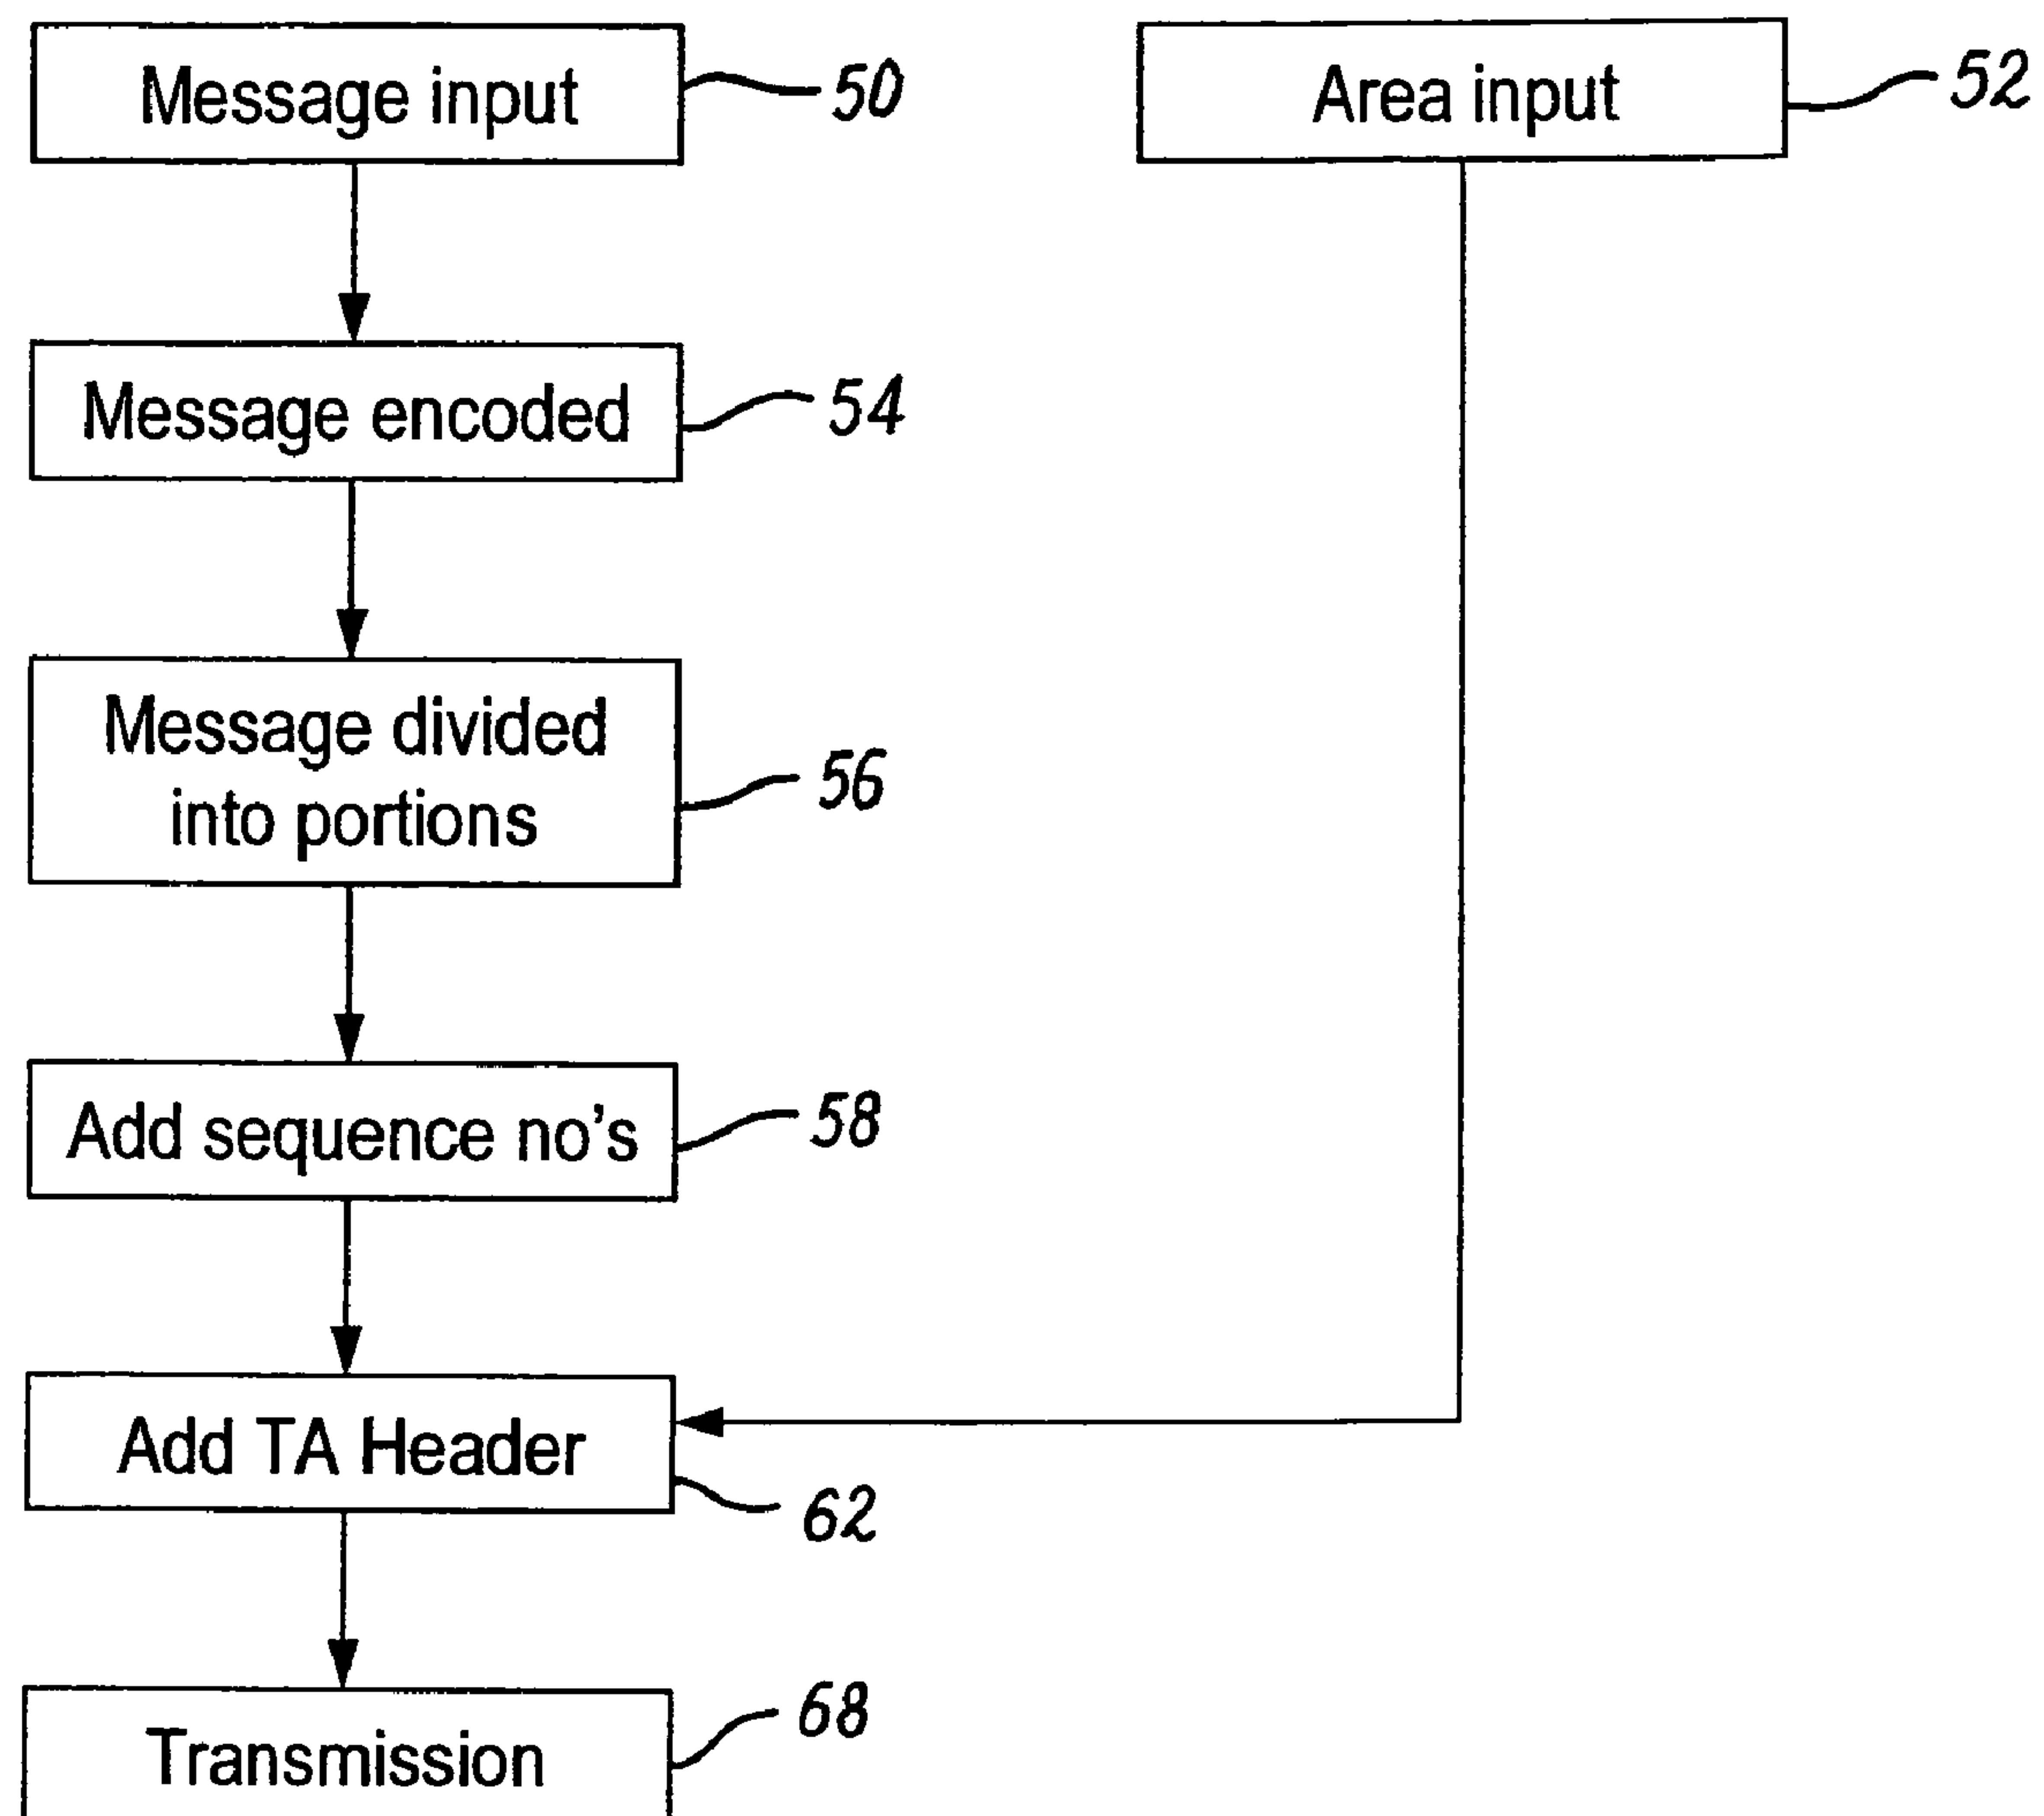 Message input
50
Area input
52
Message encoded
54
Message divided
into portions
56
Add sequence no's
58
Add TA Header
62
Transmission
68